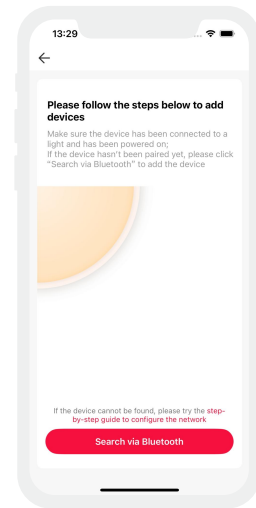 13:29
Please follow the steps below to add
devices
Make sure the device has been connected to a
light and has been powered on;
If the device hasn't been paired yet, please click
"Search via Bluetooth" to add the device
If the device cannot be found, please try the step-
by-step guide to configure the network
Search via Bluetooth